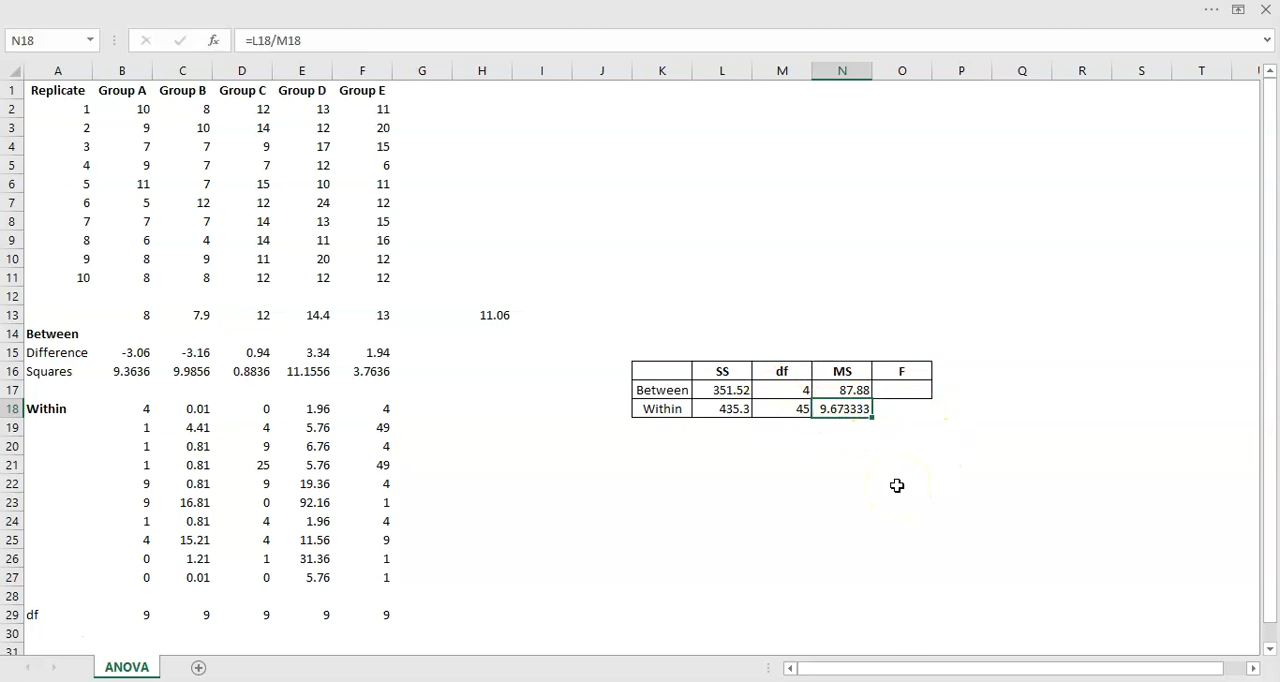 N18 fx =L18/M18
A B C D E F G H I J K L M N O P Q R S T
1 Replicate Group A Group B Group C Group D Group E
2 1 10 8 12 13 11
3 2 9 10 14 12 20
4 3 7 7 9 17 15
5 4 9 7 7 12 6
6 5 11 7 15 10 11
7 6 5 12 12 24 12
8 7 7 7 14 13 15
9 8 6 4 14 11 16
10 9 8 9 11 20 12
11 10 8 8 12 12 12
12
13 8 7.9 12 14.4 13 11.06
14 Between
15 Difference -3.06 -3.16 0.94 3.34 1.94
16 Squares 9.3636 9.9856 0.8836 11.1556 3.7636 SS df MS F
17 Between 351.52 4 87.88
18 Within 4 0.01 0 1.96 4 Within 435.3 45 9.673333
19 1 4.41 4 5.76 49
20 1 0.81 9 6.76 4
21 1 0.81 25 5.76 49
22 9 0.81 9 19.36 4
23 9 16.81 0 92.16 1
24 1 0.81 4 1.96 4
25 4 15.21 4 11.56 9
26 0 1.21 1 31.36 1
27 0 0.01 0 5.76 1
28
29 df 9 9 9 9 9
30
31
ANOVA